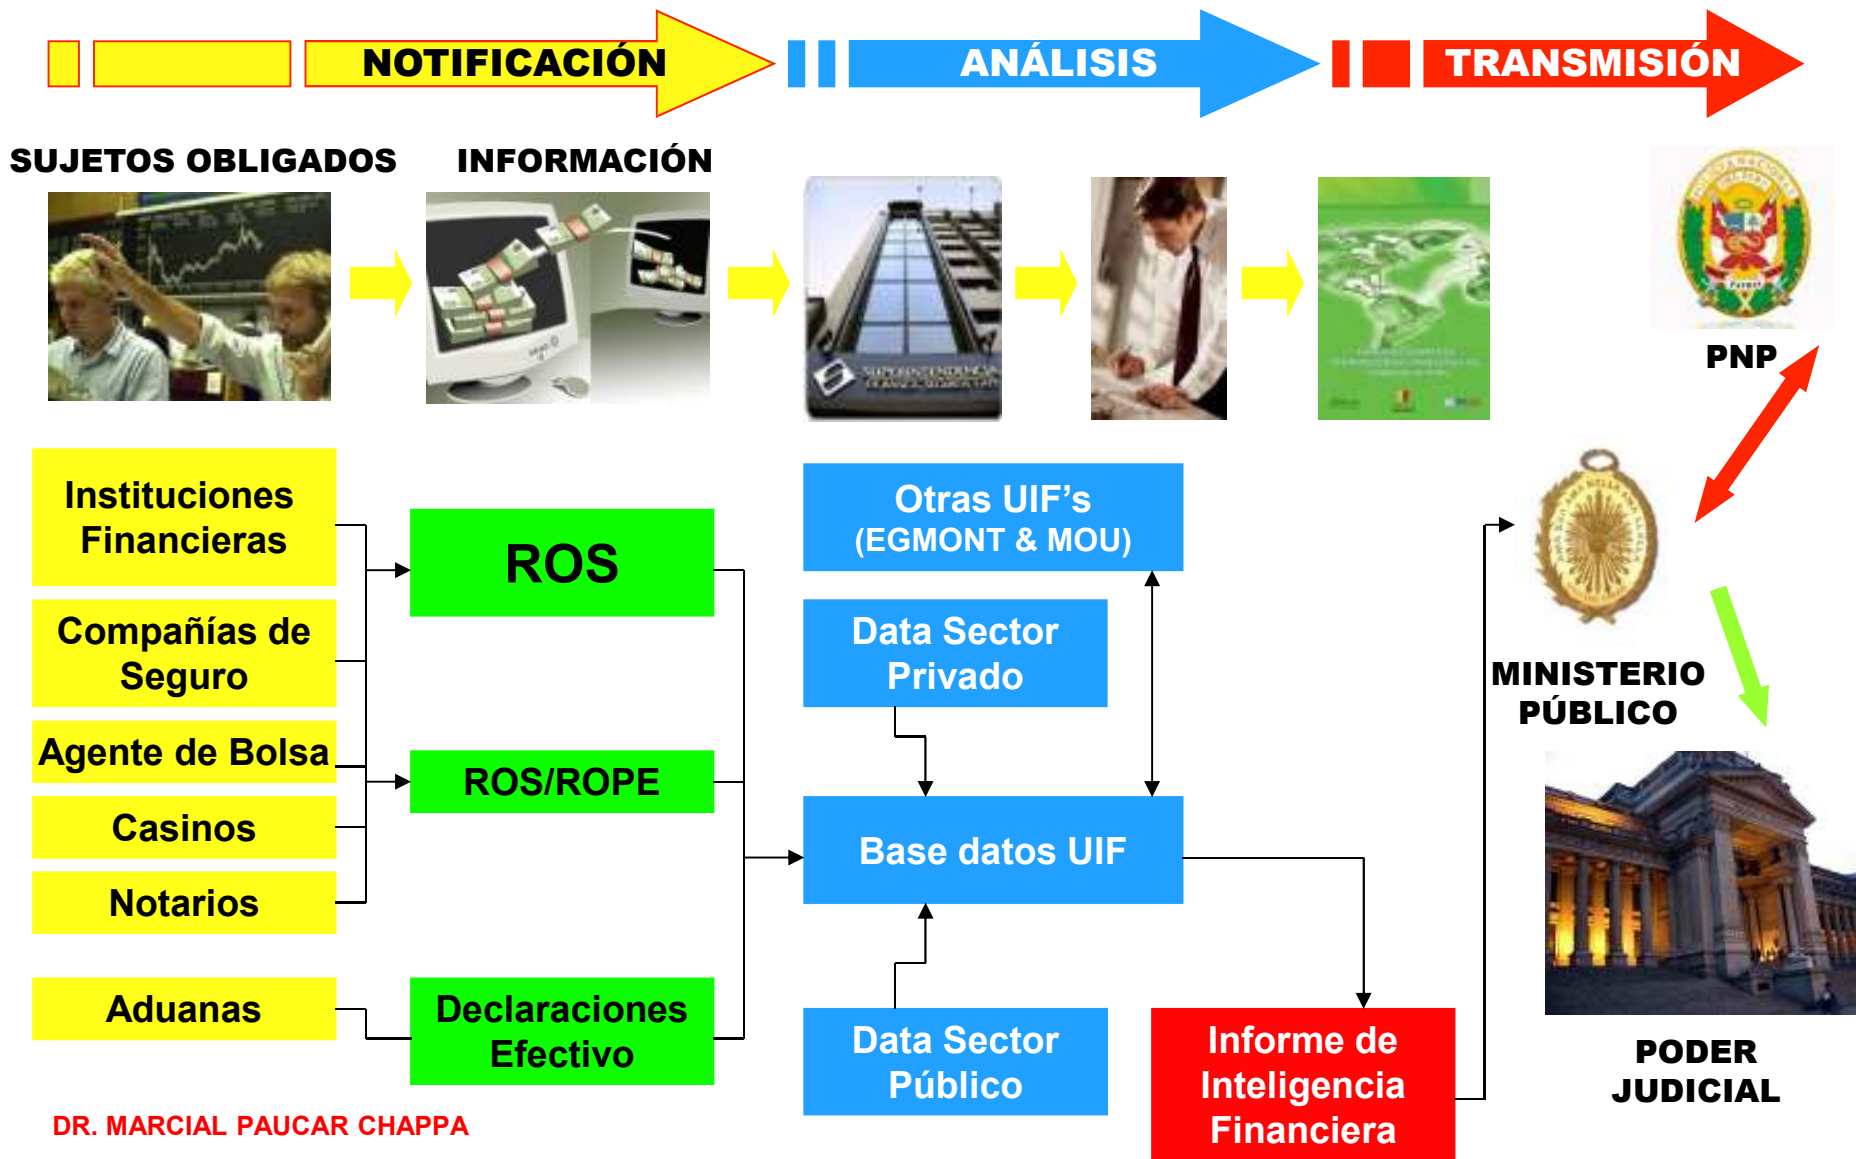 NOTIFICACIÓN
ANÁLISIS
TRANSMISIÓN
SUJETOS OBLIGADOS
INFORMACIÓN
SUPERINTENDENCIA
PNP
Instituciones
Financieras
Compañías de
Seguro
Agente de Bolsa
Casinos
Notarios
Aduanas
ROS
ROS/ROPE
Declaraciones
Efectivo
Otras UIF’s
(EGMONT & MOU)
Data Sector
Privado
Base datos UIF
Data Sector
Público
Informe de
Inteligencia
Financiera
MINISTERIO
PÚBLICO
PODER
JUDICIAL
DR. MARCIAL PAUCAR CHAPPA